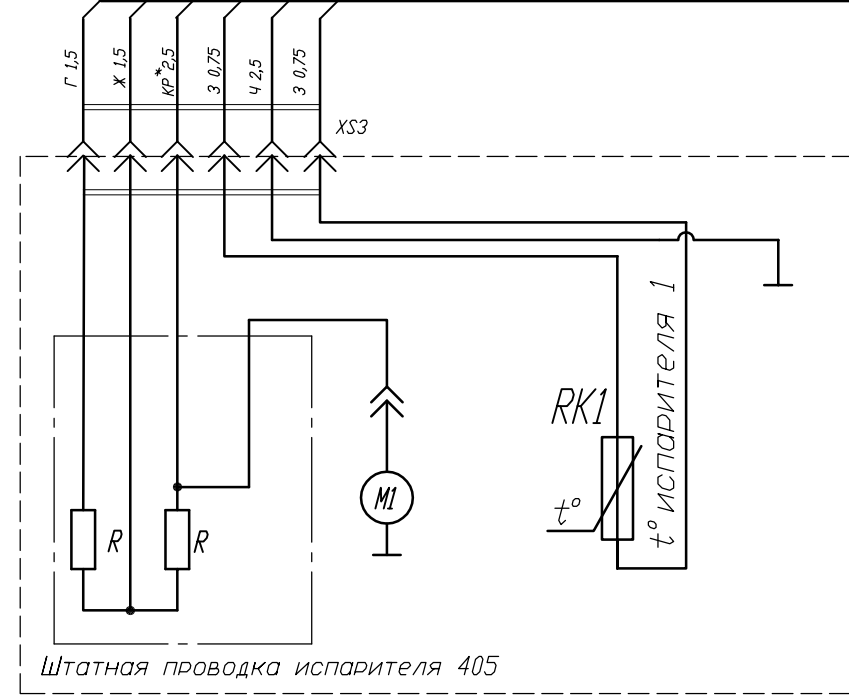 Г 1,5
Ж 1,5
КР* 2,5
З 0,75
Ч 2,5
З 0,75
XS3
RK1
t° испарителя 1
M1
t°
R
R
Штатная проводка испарителя 405